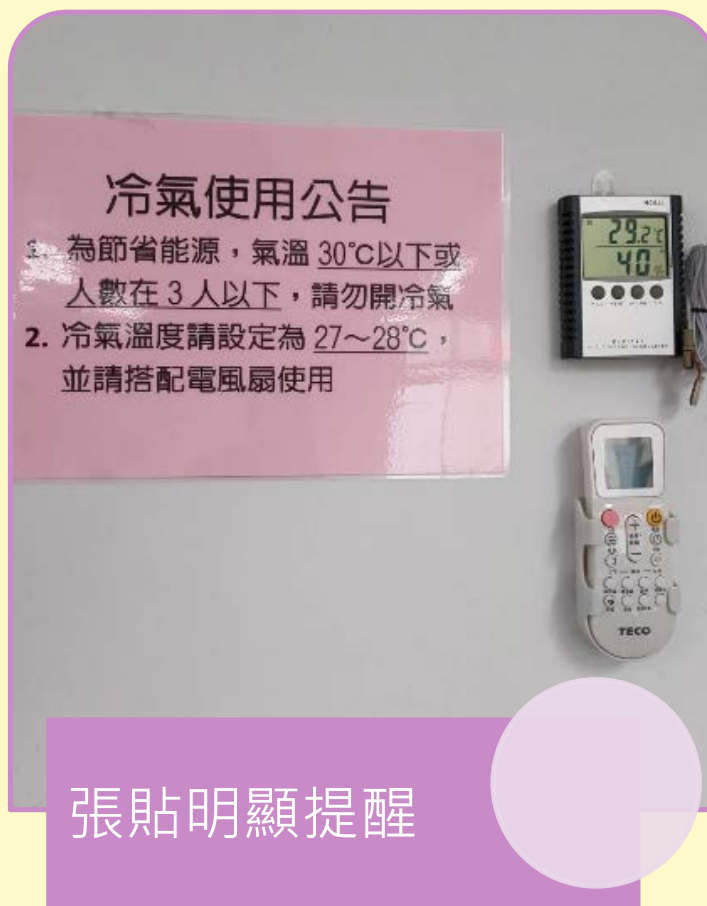 冷氣使用公告
1. 為節省能源，氣溫 30°C以下或
人數在 3 人以下，請勿開冷氣
2. 冷氣溫度請設定為 27～28°C，
並請搭配電風扇使用
29.2°C
40
TECO
張貼明顯提醒